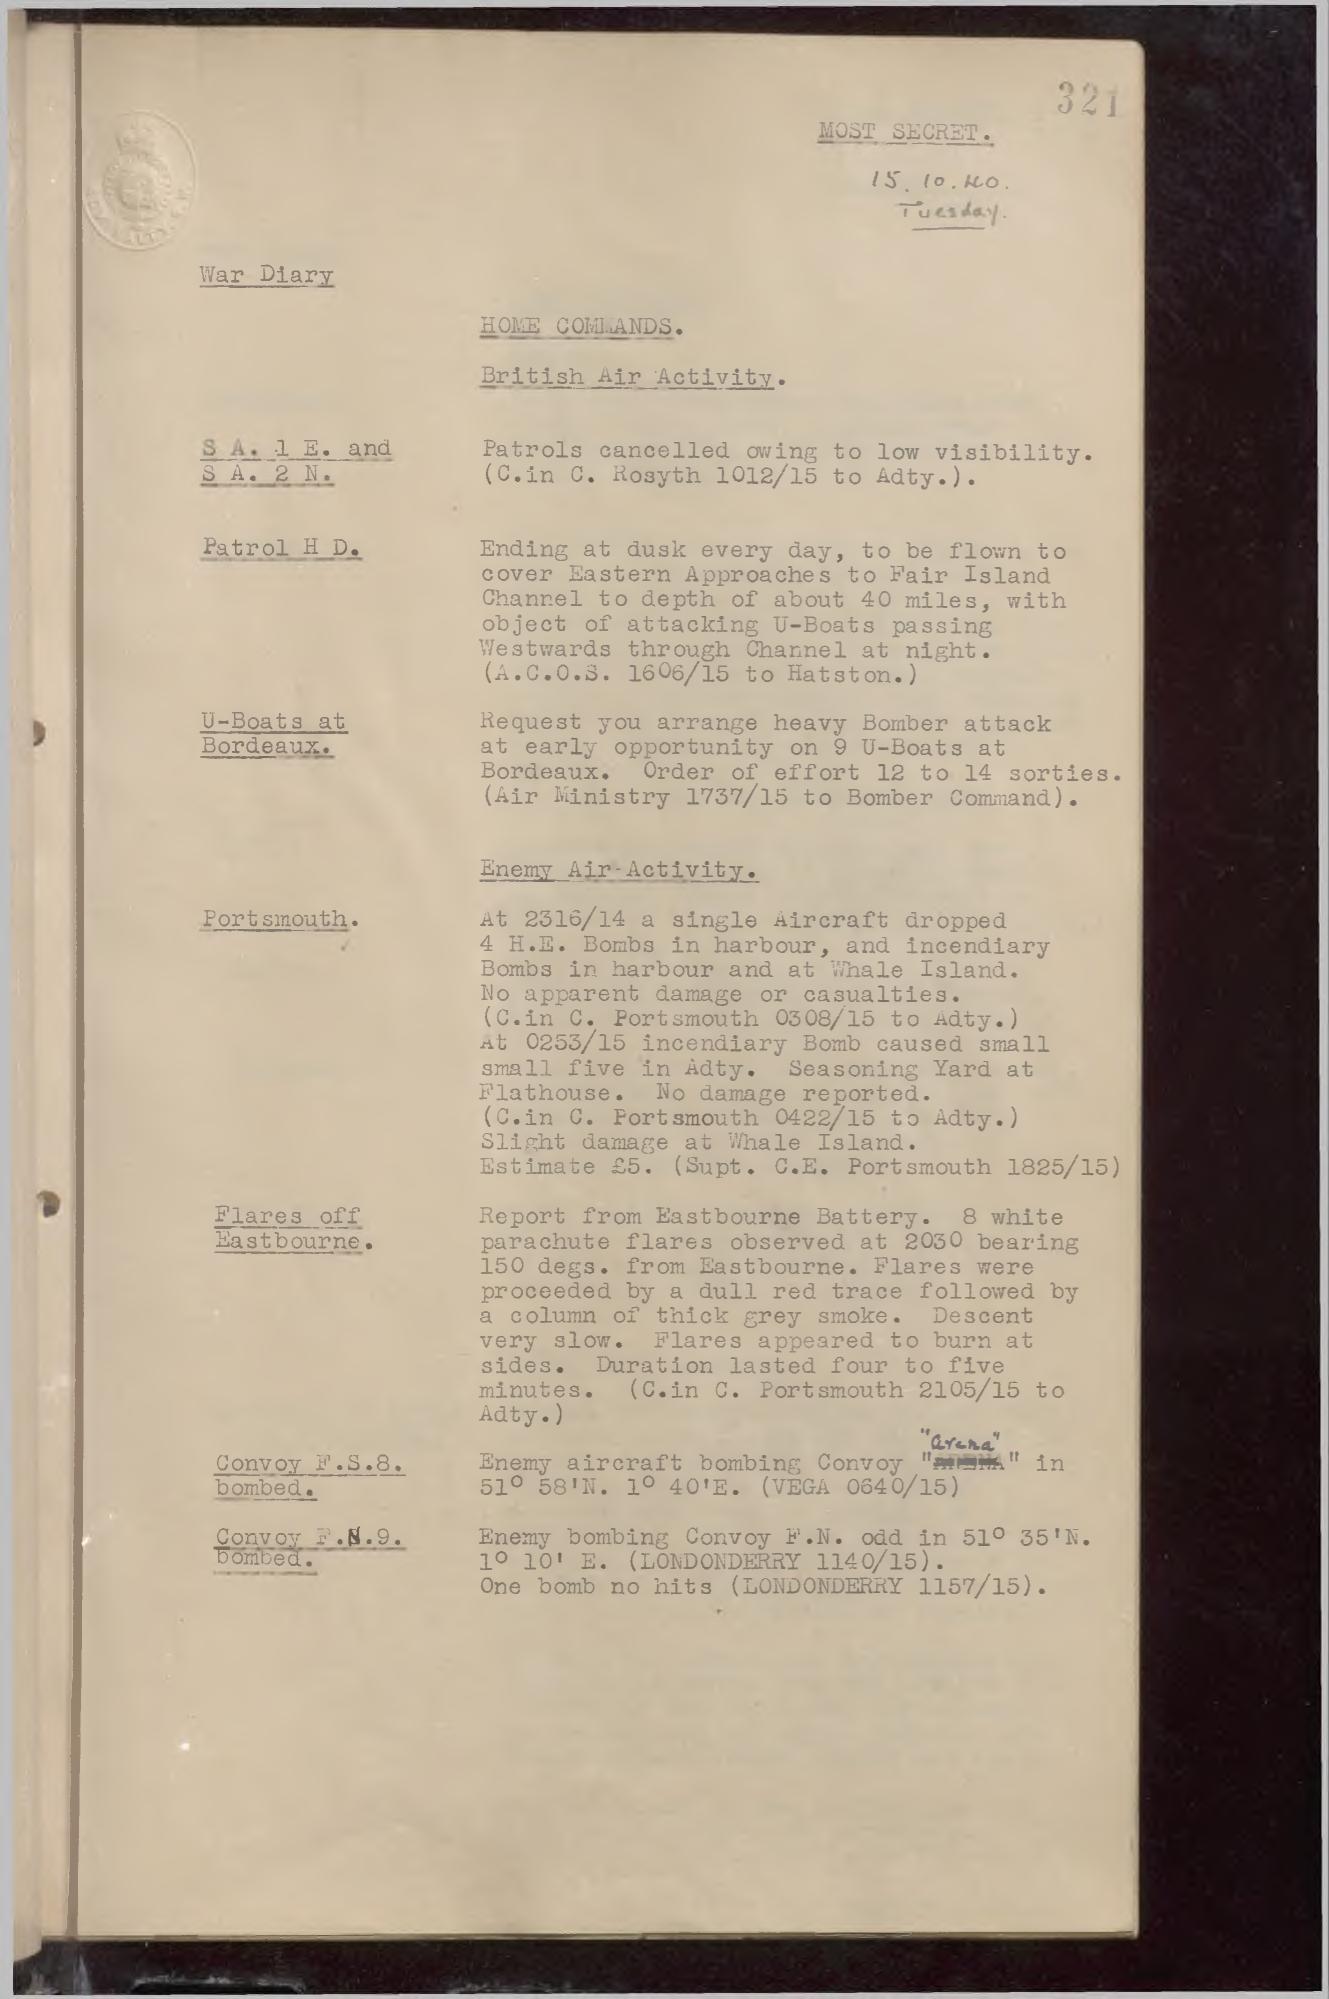 321
MOST SECRET.
15.10.40.
Tuesday.
War Diary
HOME COMMANDS.
British Air Activity.
S A. 1 E. and
S A. 2 N.
Patrols cancelled owing to low visibility.
(C.in C. Rosyth 1012/15 to Adty.).
Patrol H D.
Ending at dusk every day, to be flown to
cover Eastern Approaches to Fair Island
Channel to depth of about 40 miles, with
object of attacking U-Boats passing
Westwards through Channel at night.
(A.C.O.S. 1606/15 to Hatston.)
U-Boats at
Bordeaux.
Request you arrange heavy Bomber attack
at early opportunity on 9 U-Boats at
Bordeaux. Order of effort 12 to 14 sorties.
(Air Ministry 1737/15 to Bomber Command).
Enemy Air-Activity.
Portsmouth.
At 2316/14 a single Aircraft dropped
4 H.E. Bombs in harbour, and incendiary
Bombs in harbour and at Whale Island.
No apparent damage or casualties.
(C.in C. Portsmouth 0308/15 to Adty.)
At 0253/15 incendiary Bomb caused small
small five in Adty. Seasoning Yard at
Flathouse. No damage reported.
(C.in C. Portsmouth 0422/15 to Adty.)
Slight damage at Whale Island.
Estimate £5. (Supt. C.E. Portsmouth 1825/15)
Flares off
Eastbourne.
Report from Eastbourne Battery. 8 white
parachute flares observed at 2030 bearing
150 degs. from Eastbourne. Flares were
proceeded by a dull red trace followed by
a column of thick grey smoke. Descent
very slow. Flares appeared to burn at
sides. Duration lasted four to five
minutes. (C.in C. Portsmouth 2105/15 to
Adty.)
Convoy F.S.8.
bombed.
"Arena"
Enemy aircraft bombing Convoy " " in
51° 58'N. 1° 40'E. (VEGA 0640/15)
Convoy F.N.9.
bombed.
Enemy bombing Convoy F.N. odd in 51° 35'N.
1° 10' E. (LONDONDERRY 1140/15).
One bomb no hits (LONDONDERRY 1157/15).